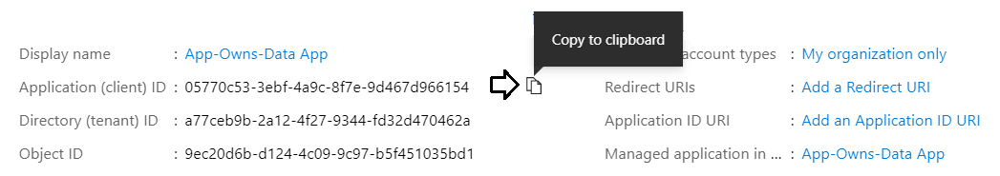 Copy to clipboard
Display name : App-Owns-Data App
account types : My organization only
Application (client) ID : 05770c53-3ebf-4a9c-8f7e-9d467d966154
Redirect URIs : Add a Redirect URI
Directory (tenant) ID : a77ceb9b-2a12-4f27-9344-fd32d470462a
Application ID URI : Add an Application ID URI
Object ID : 9ec20d6b-d124-4c09-9c97-b5f451035bd1
Managed application in ... : App-Owns-Data App